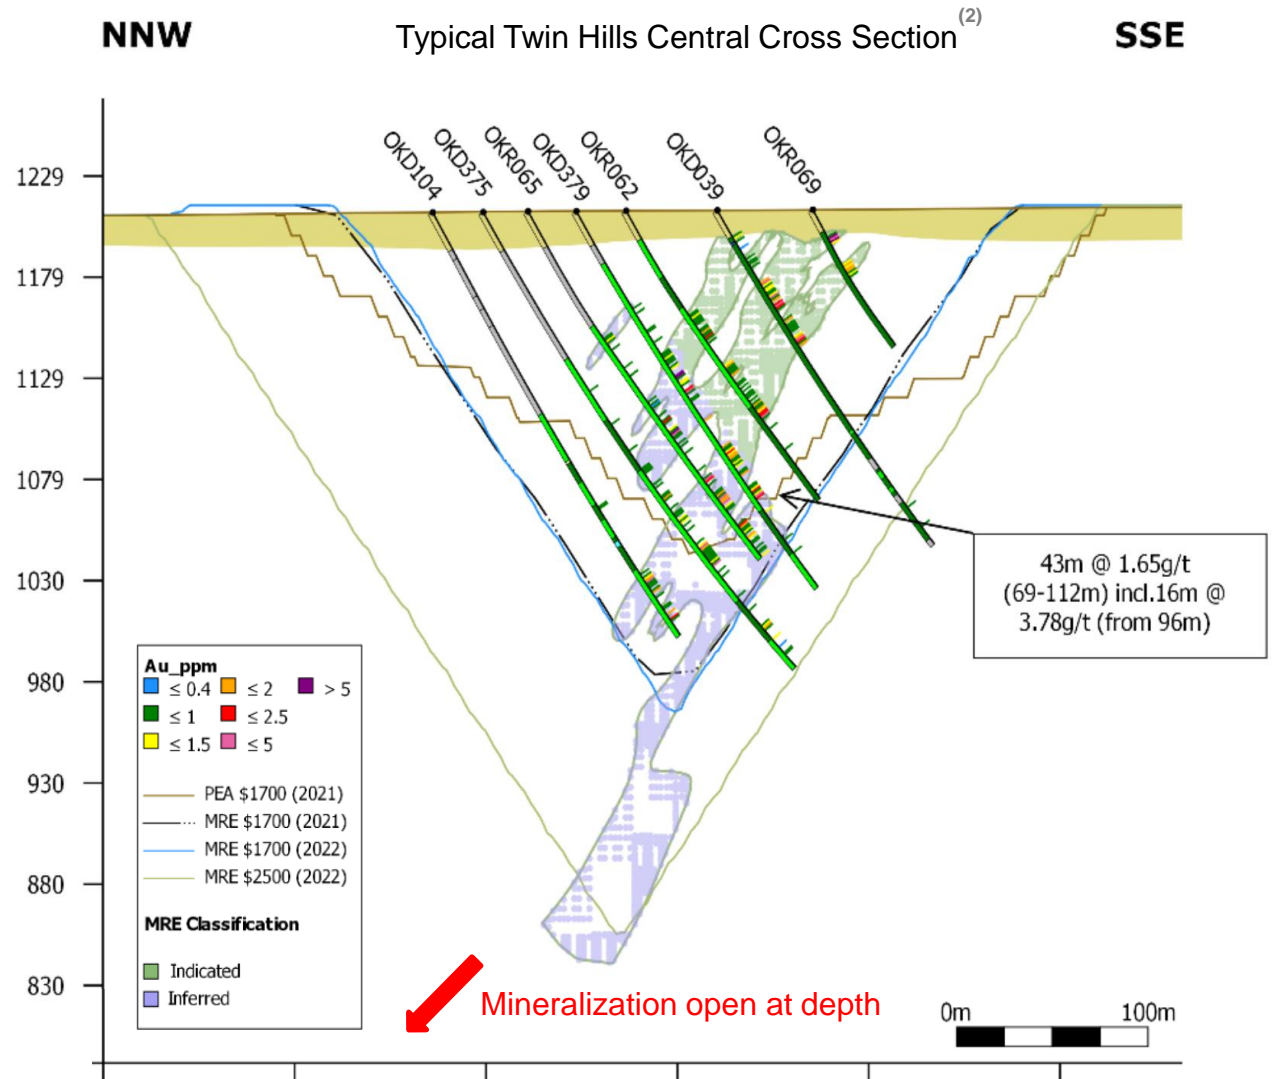 NNW
Typical Twin Hills Central Cross Section(2)
SSE
OKD104
OKD375
OKR065
OKD379
OKR062
OKD039
OKR069
1229
1179
1129
1079
1030
980
930
880
830
43m @ 1.65g/t
(69-112m) incl.16m @
3.78g/t (from 96m)
Au_ppm
≤ 0.4
≤ 2
> 5
≤ 1
≤ 2.5
≤ 1.5
≤ 5
PEA $1700 (2021)
MRE $1700 (2021)
MRE $1700 (2022)
MRE $2500 (2022)
MRE Classification
Indicated
Inferred
Mineralization open at depth
0m
100m